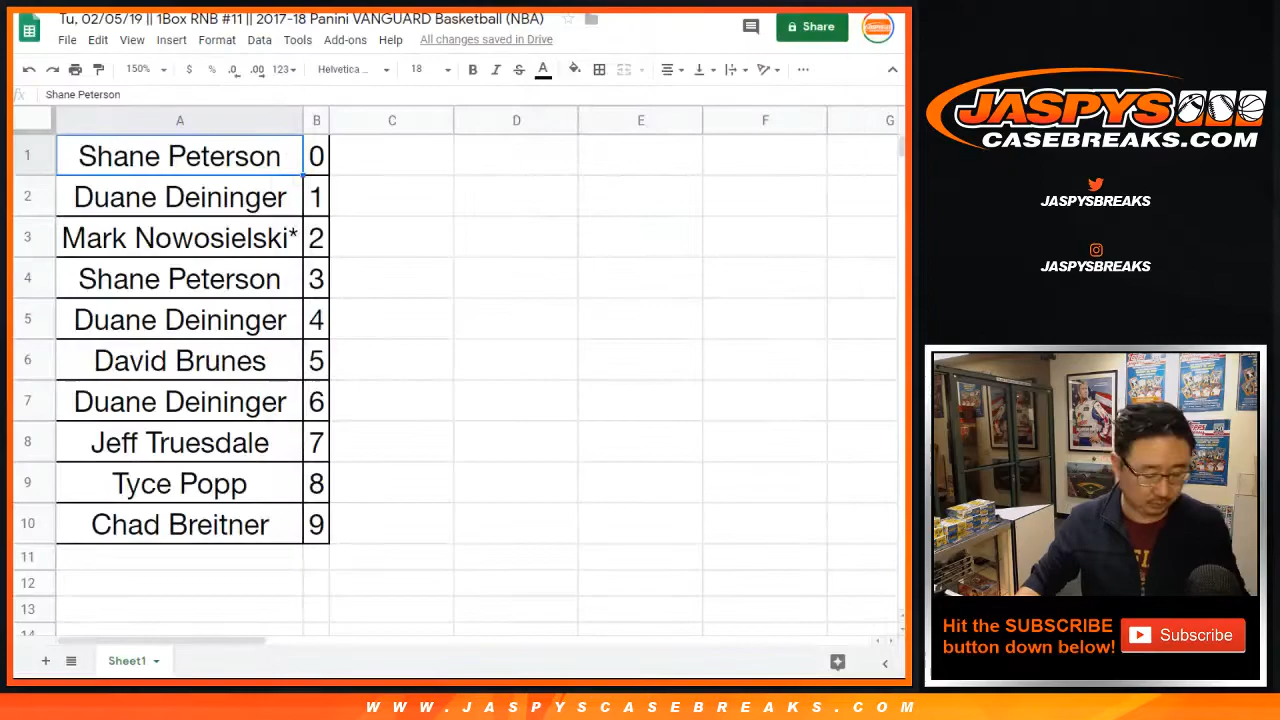 Tu, 02/05/19 || 1Box RNB #11 || 2017-18 Panini VANGUARD Basketball (NBA)
File Edit View Format Data Tools Add-ons Help All changes saved in Drive
Share
150% $ % .0 .00 123 Helvetica ... 18 B I S A
fx Shane Peterson
A B C D E F G
1 Shane Peterson 0
2 Duane Deininger 1
3 Mark Nowosielski* 2
4 Shane Peterson 3
5 Duane Deininger 4
6 David Brunes 5
7 Duane Deininger 6
8 Jeff Truesdale 7
9 Tyce Popp 8
10 Chad Breitner 9
11
12
13
14
Sheet1
JASPYS
CASEBREAKS.COM
JASPYSBREAKS
JASPYSBREAKS
Hit the SUBSCRIBE
button down below!
Subscribe
WWW.JASPYSCASEBREAKS.COM